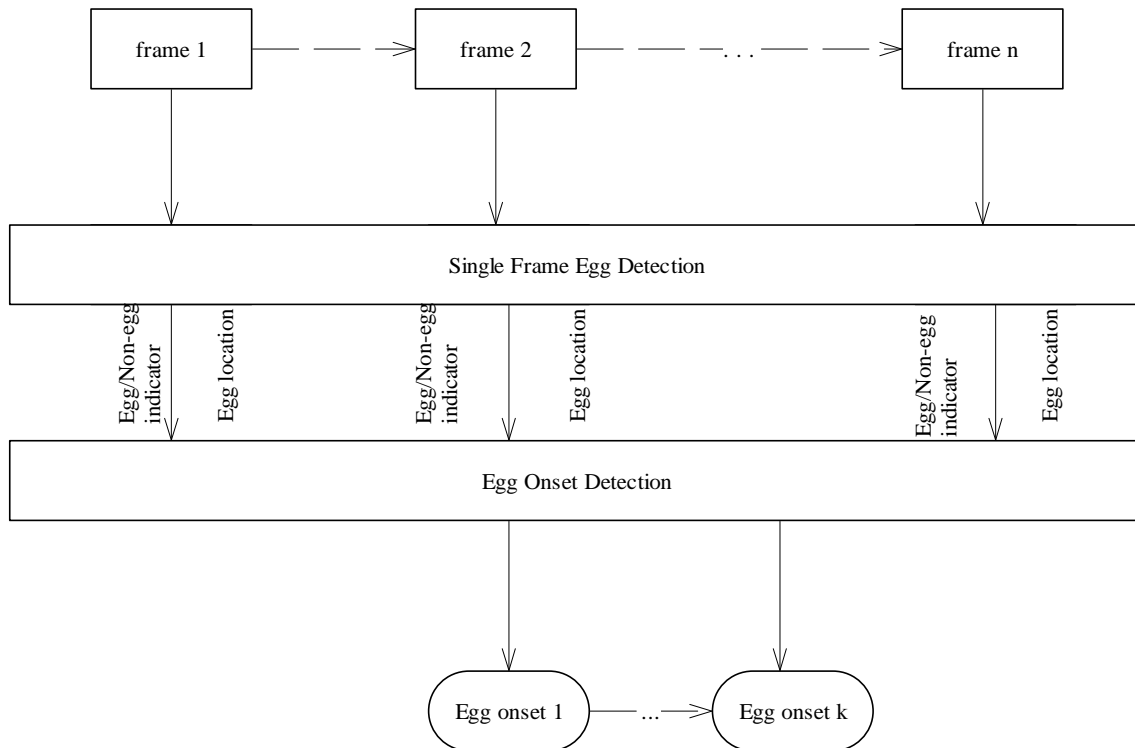 frame 1
frame 2
. . .
frame n
Single Frame Egg Detection
Egg/Non-egg
indicator
Egg location
Egg/Non-egg
indicator
Egg location
Egg/Non-egg
indicator
Egg location
Egg Onset Detection
Egg onset 1
...
Egg onset k